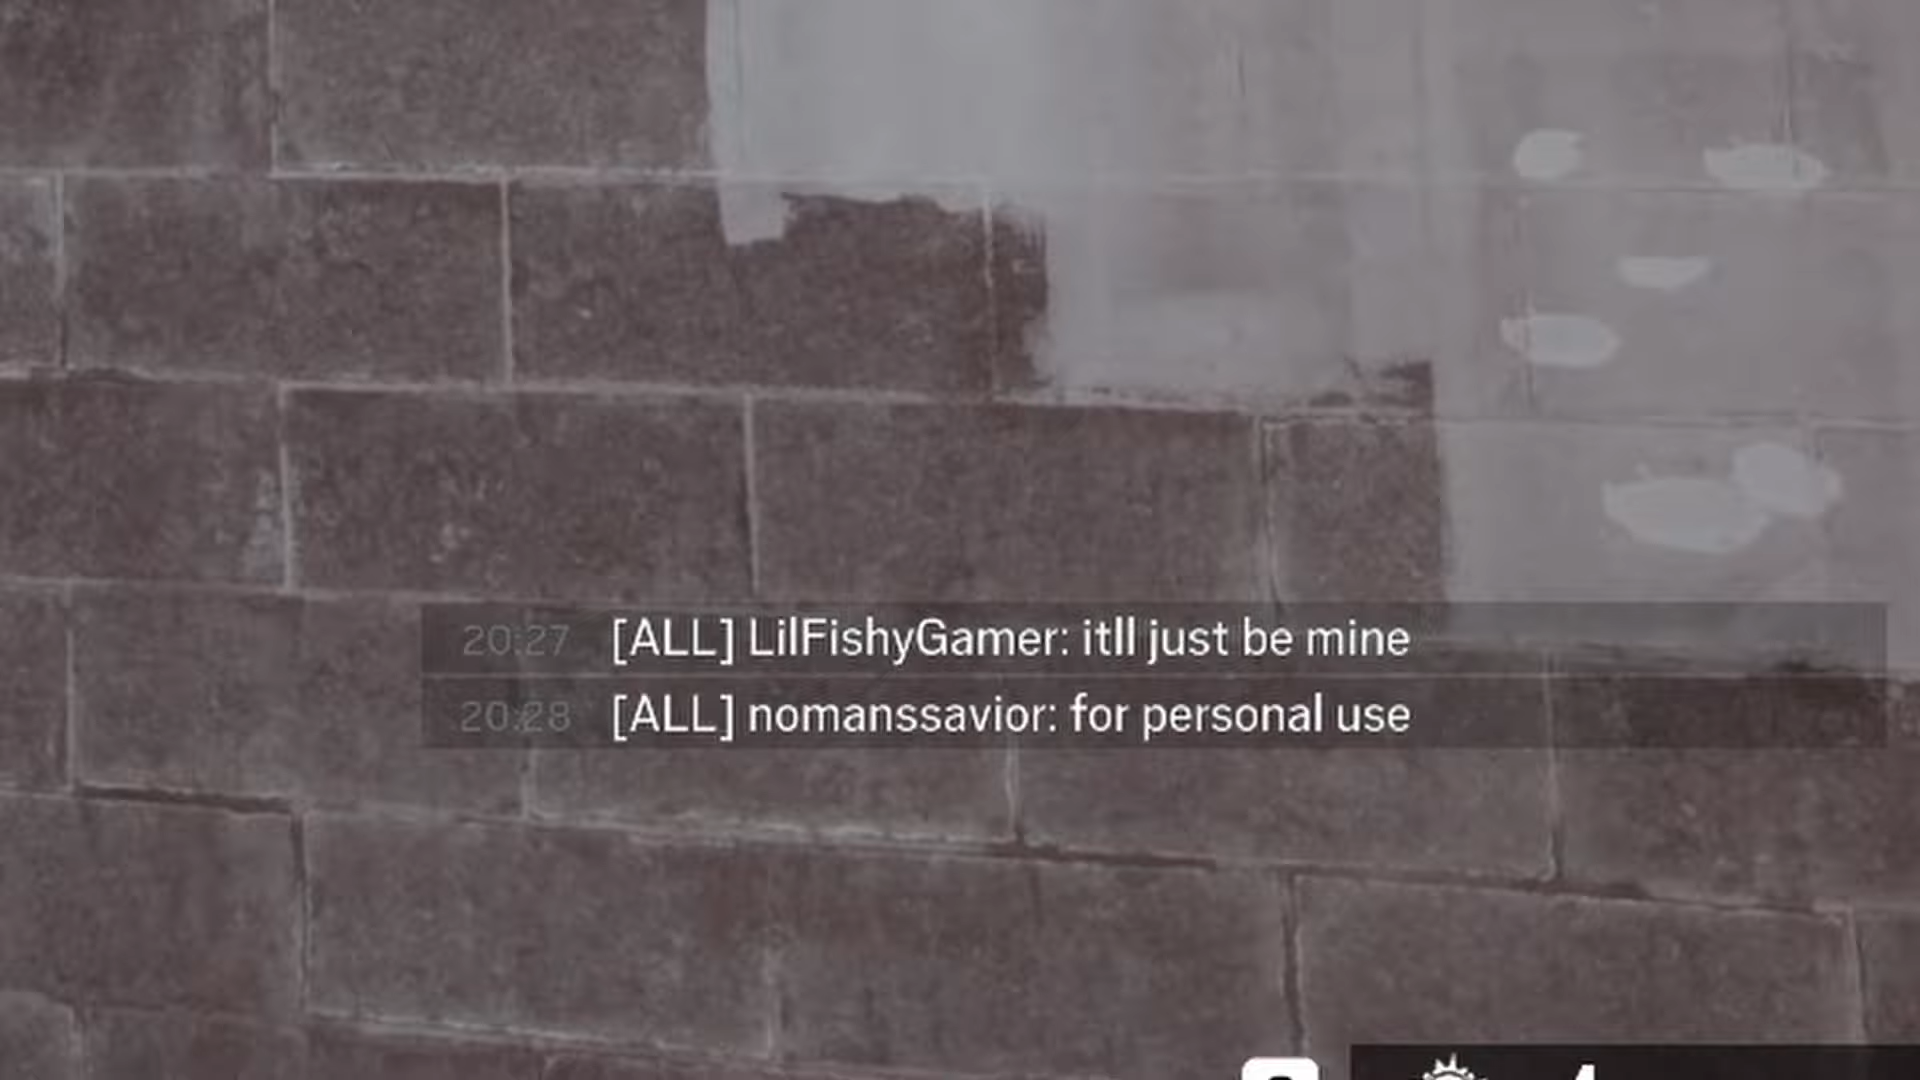 20:27 [ALL] LilFishyGamer: itll just be mine
20:28 [ALL] nomanssavior: for personal use